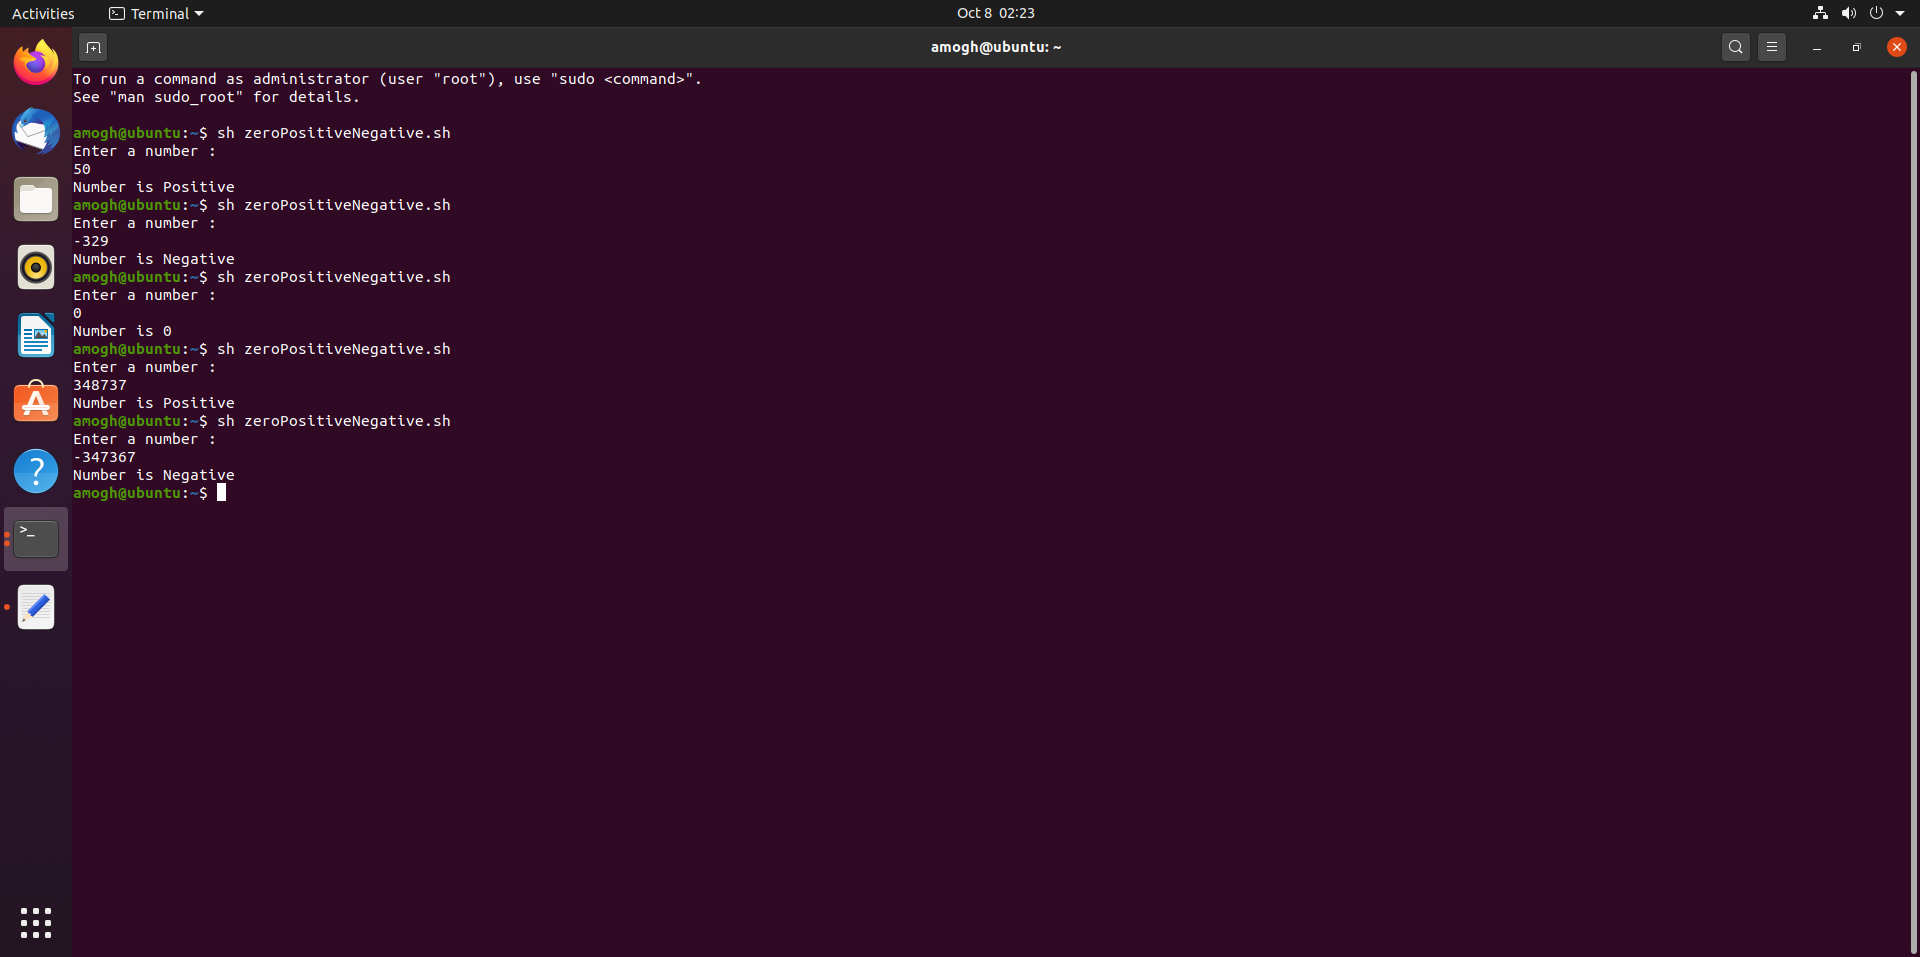 Activities
Terminal
Oct 8 02:23
amogh@ubuntu: ~
To run a command as administrator (user "root"), use "sudo <command>".
See "man sudo_root" for details.
amogh@ubuntu:~$ sh zeroPositiveNegative.sh
Enter a number :
50
Number is Positive
amogh@ubuntu:~$ sh zeroPositiveNegative.sh
Enter a number :
-329
Number is Negative
amogh@ubuntu:~$ sh zeroPositiveNegative.sh
Enter a number :
0
Number is 0
amogh@ubuntu:~$ sh zeroPositiveNegative.sh
Enter a number :
348737
Number is Positive
amogh@ubuntu:~$ sh zeroPositiveNegative.sh
Enter a number :
-347367
Number is Negative
amogh@ubuntu:~$